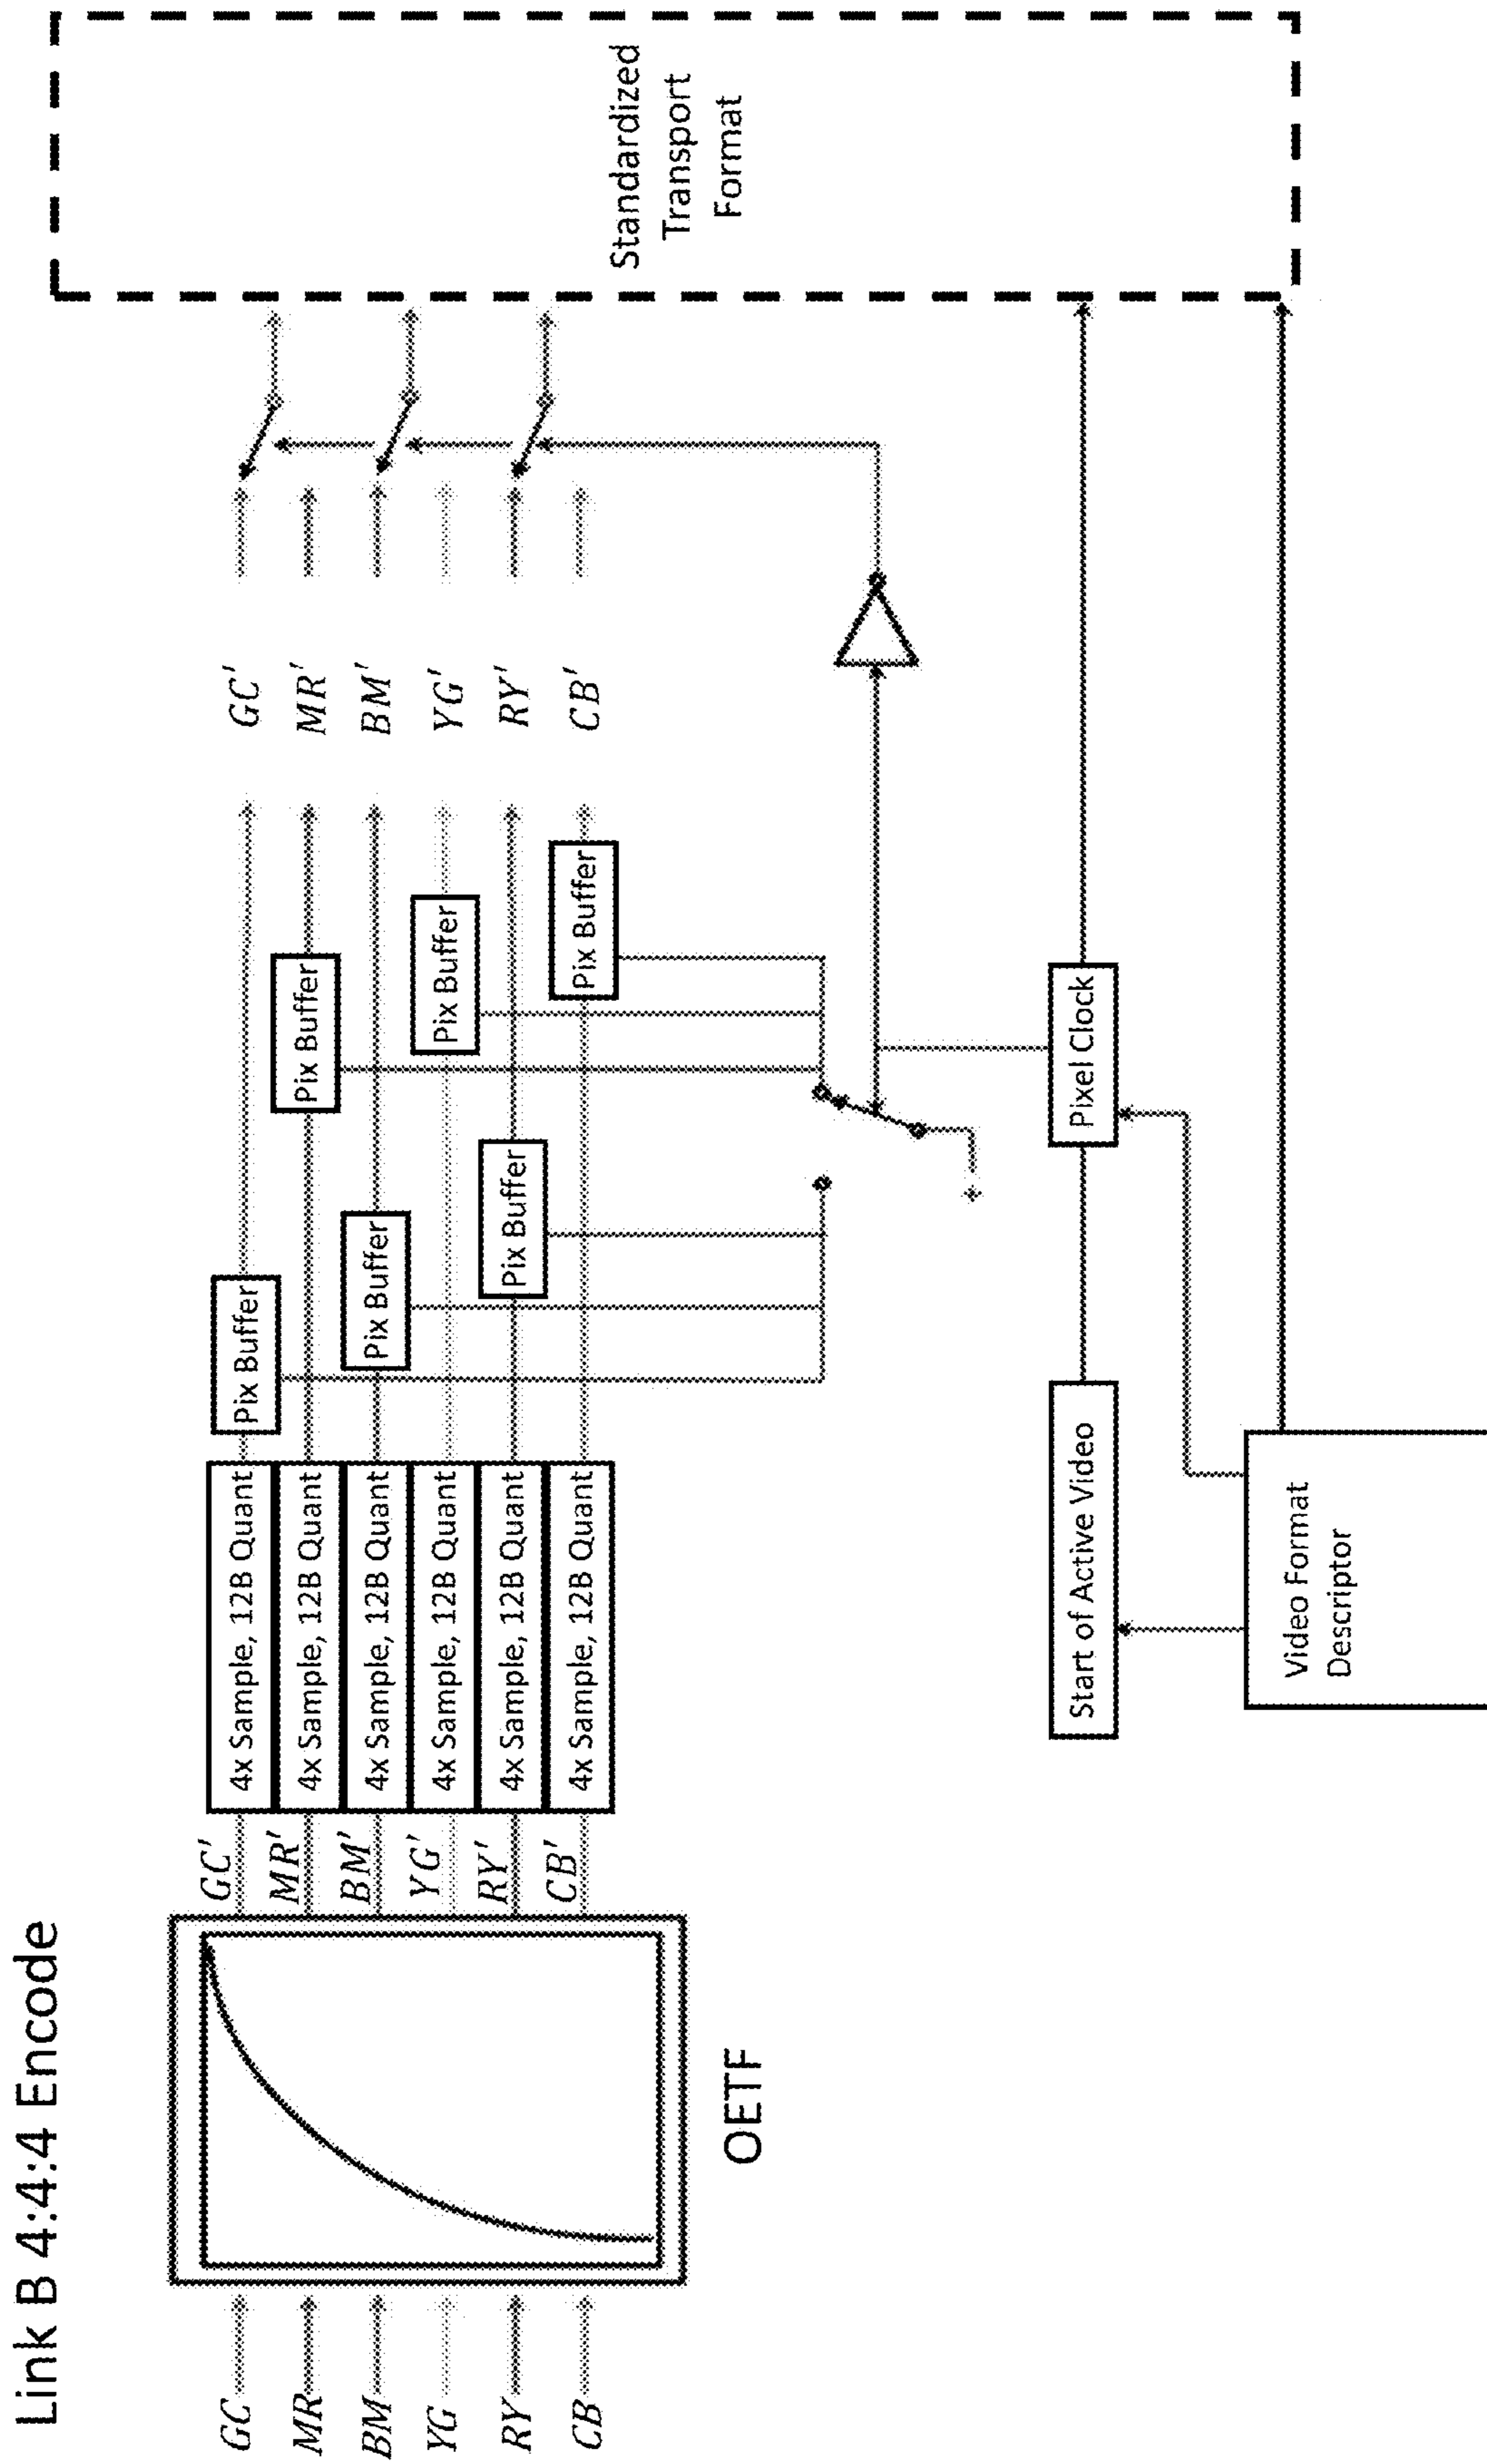 Link B 4:4:4 Encode
GC
MR
BM
YG
RY
CB
OETF
GC'
MR'
BM'
YG'
RY'
CB'
4x Sample, 12B Quant
4x Sample, 12B Quant
4x Sample, 12B Quant
4x Sample, 12B Quant
4x Sample, 12B Quant
4x Sample, 12B Quant
Pix Buffer
Pix Buffer
Pix Buffer
Pix Buffer
Pix Buffer
Pix Buffer
GC'
MR'
BM'
YG'
RY'
CB'
Standardized
Transport
Format
Start of Active Video
Pixel Clock
Video Format
Descriptor